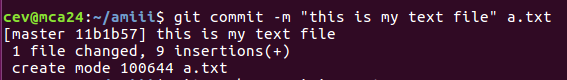 cev@mca24:~/amiii$ git commit -m "this is my text file" a.txt
[master 11b1b57] this is my text file
 1 file changed, 9 insertions(+)
 create mode 100644 a.txt